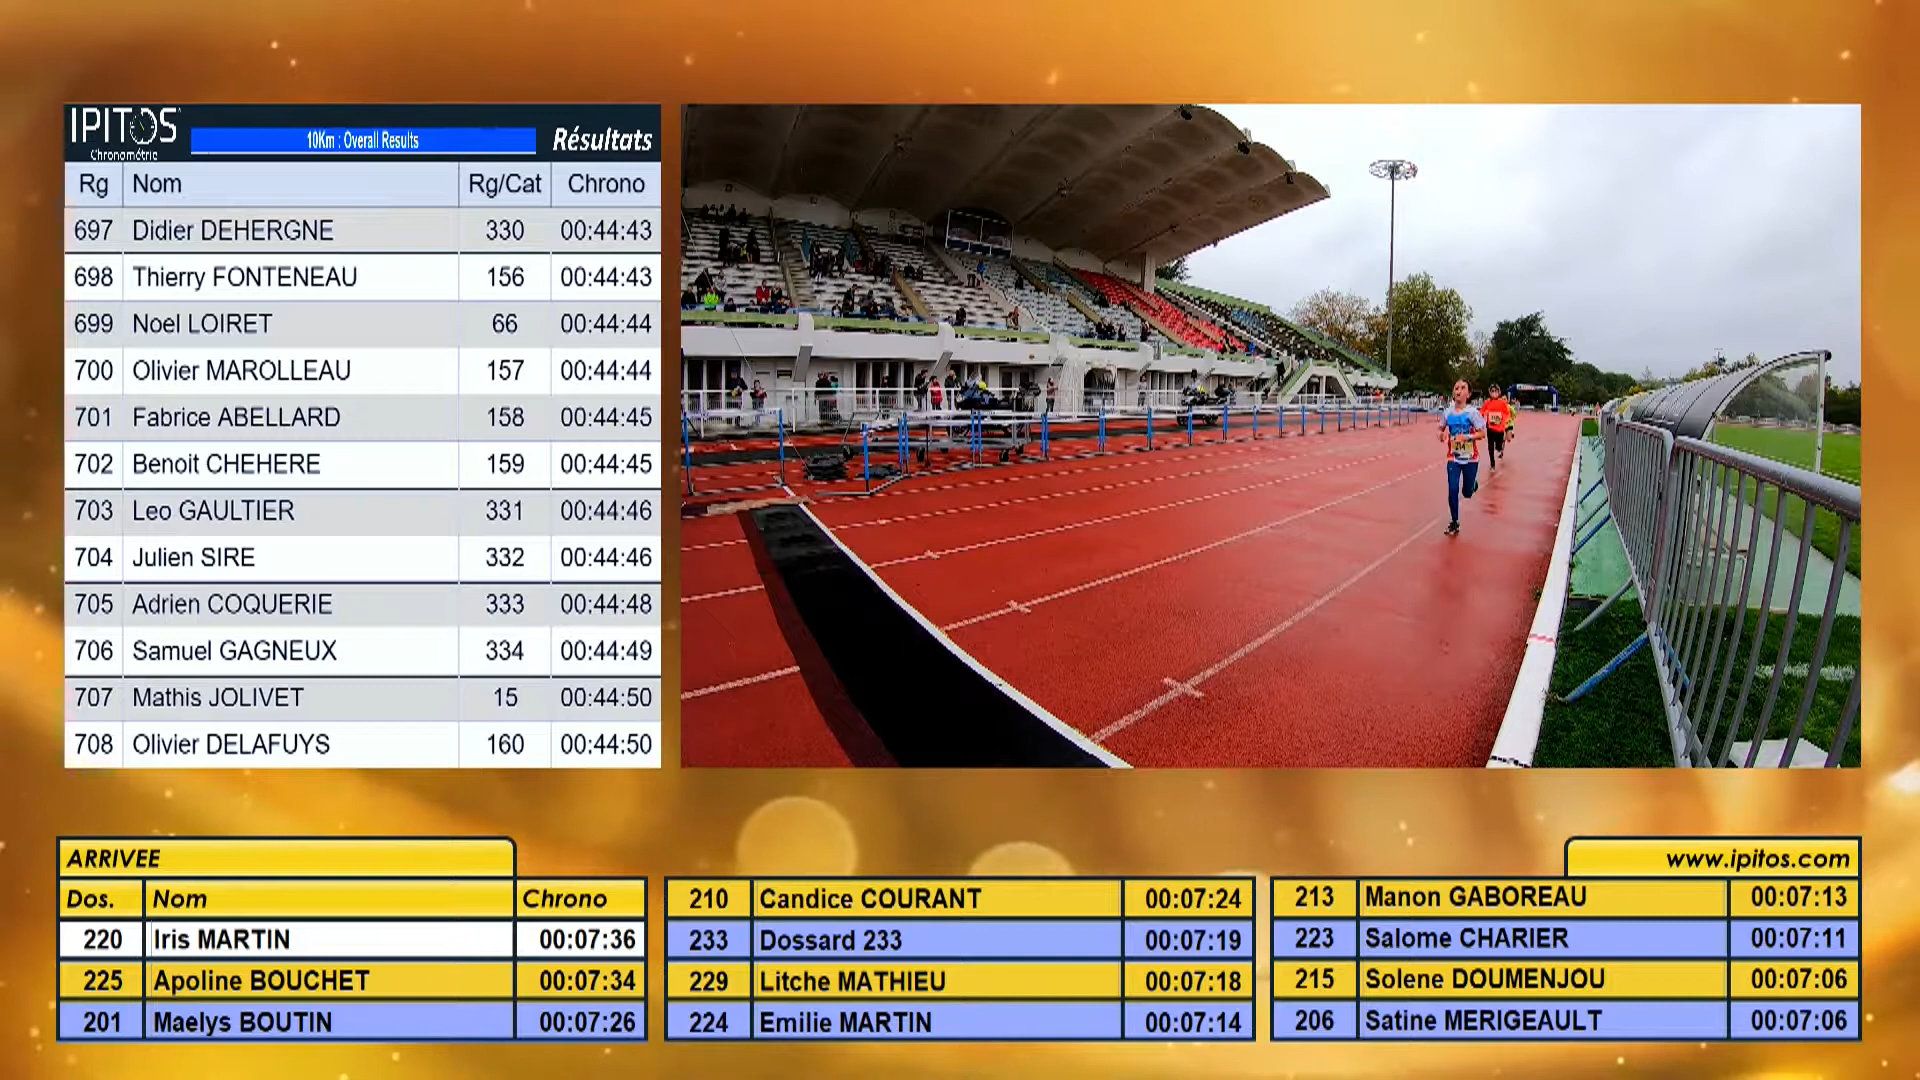 IPITOS
Chronométrie
10Km : Overall Results
Résultats
Rg Nom Rg/Cat Chrono
697 Didier DEHERGNE 330 00:44:43
698 Thierry FONTENEAU 156 00:44:43
699 Noel LOIRET 66 00:44:44
700 Olivier MAROLLEAU 157 00:44:44
701 Fabrice ABELLARD 158 00:44:45
702 Benoit CHEHERE 159 00:44:45
703 Leo GAULTIER 331 00:44:46
704 Julien SIRE 332 00:44:46
705 Adrien COQUERIE 333 00:44:48
706 Samuel GAGNEUX 334 00:44:49
707 Mathis JOLIVET 15 00:44:50
708 Olivier DELAFUYS 160 00:44:50
ARRIVEE
Dos. Nom Chrono
220 Iris MARTIN 00:07:36
225 Apoline BOUCHET 00:07:34
201 Maelys BOUTIN 00:07:26
210 Candice COURANT 00:07:24
233 Dossard 233 00:07:19
229 Litche MATHIEU 00:07:18
224 Emilie MARTIN 00:07:14
www.ipitos.com
213 Manon GABOREAU 00:07:13
223 Salome CHARIER 00:07:11
215 Solene DOUMENJOU 00:07:06
206 Satine MERIGEAULT 00:07:06